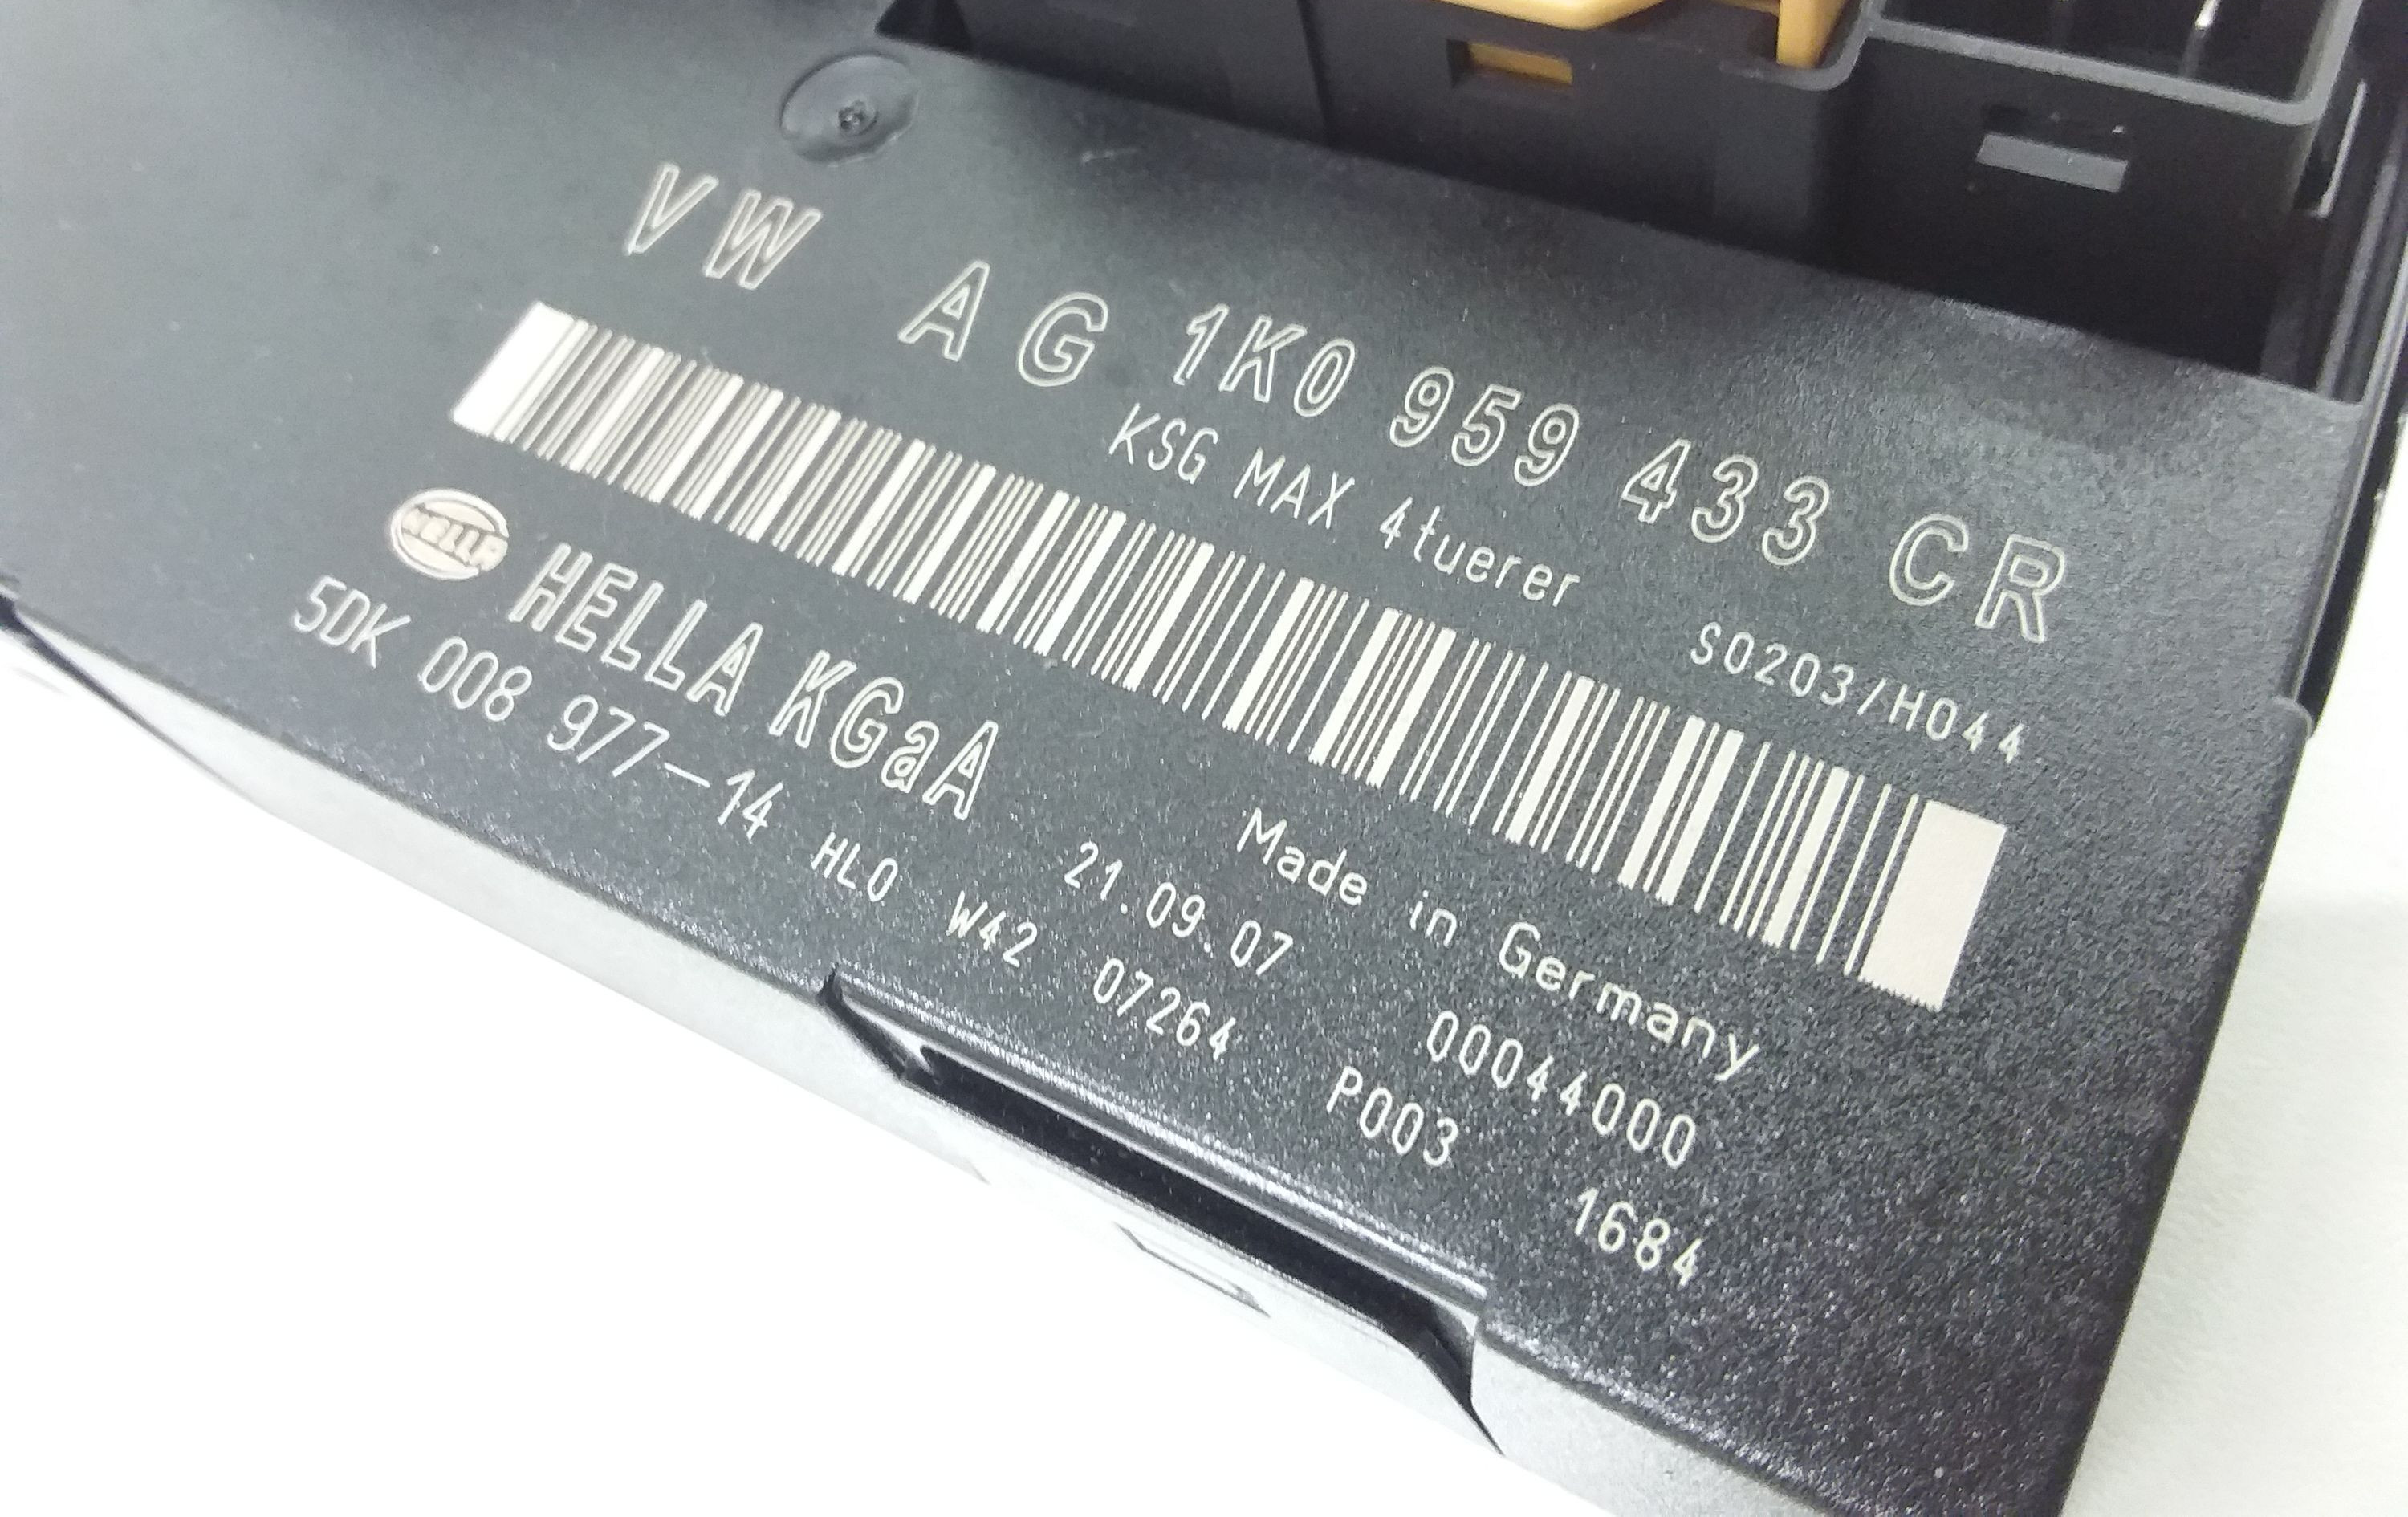 VW AG 1K0 959 433 CR
KSG MAX 4tuerer S0203/H044
HELLA HELLA KGaA Made in Germany
21.09.07 00044000
5DK 008 977-14 HLO W42 07264 P003 1684